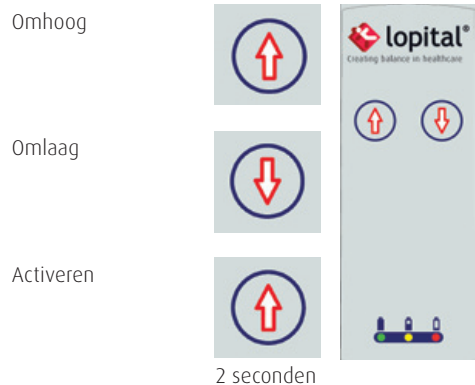 Omhoog
lopital®
Creating balance in healthcare
Omlaag
Activeren
2 seconden